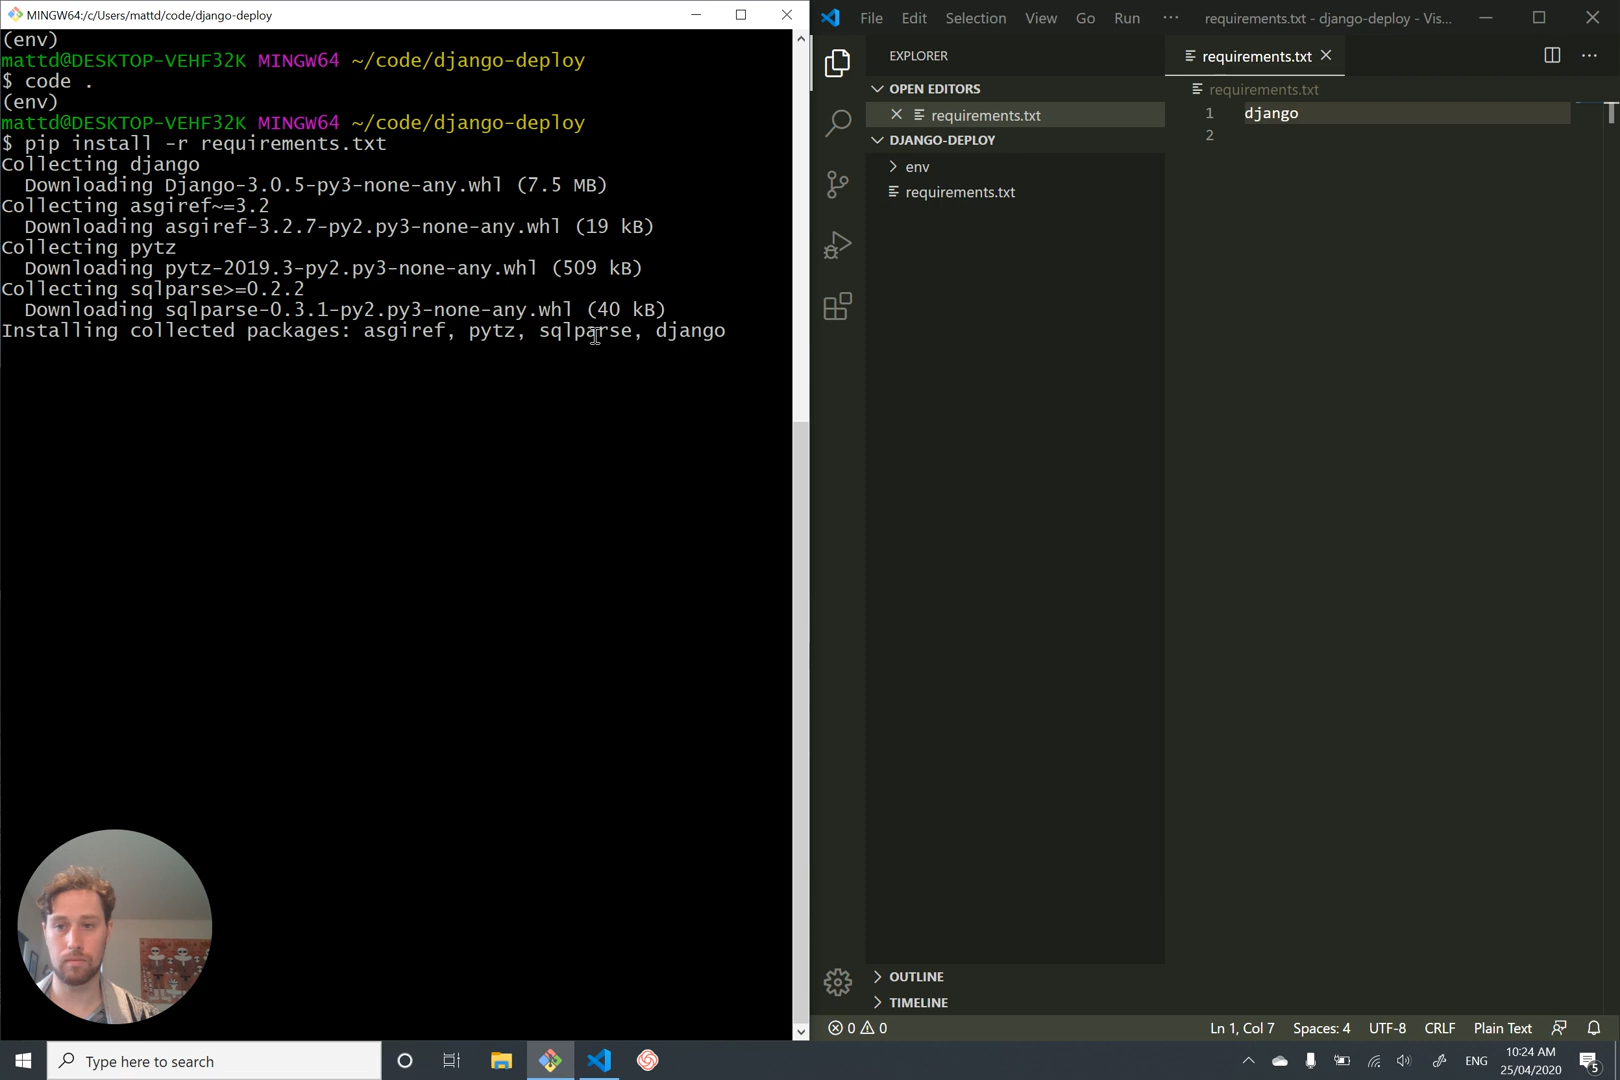 MINGW64:/c/Users/mattd/code/django-deploy
(env)
mattd@DESKTOP-VEHF32K MINGW64 ~/code/django-deploy
$ code .
(env)
mattd@DESKTOP-VEHF32K MINGW64 ~/code/django-deploy
$ pip install -r requirements.txt
Collecting django
  Downloading Django-3.0.5-py3-none-any.whl (7.5 MB)
Collecting asgiref~=3.2
  Downloading asgiref-3.2.7-py2.py3-none-any.whl (19 kB)
Collecting pytz
  Downloading pytz-2019.3-py2.py3-none-any.whl (509 kB)
Collecting sqlparse>=0.2.2
  Downloading sqlparse-0.3.1-py2.py3-none-any.whl (40 kB)
Installing collected packages: asgiref, pytz, sqlparse, django
File Edit Selection View Go Run ··· requirements.txt - django-deploy - Vis...
EXPLORER
OPEN EDITORS
requirements.txt
DJANGO-DEPLOY
env
requirements.txt
OUTLINE
TIMELINE
requirements.txt
requirements.txt
1 django
2
0 0 Ln 1, Col 7 Spaces: 4 UTF-8 CRLF Plain Text
Type here to search
ENG
10:24 AM
25/04/2020
5